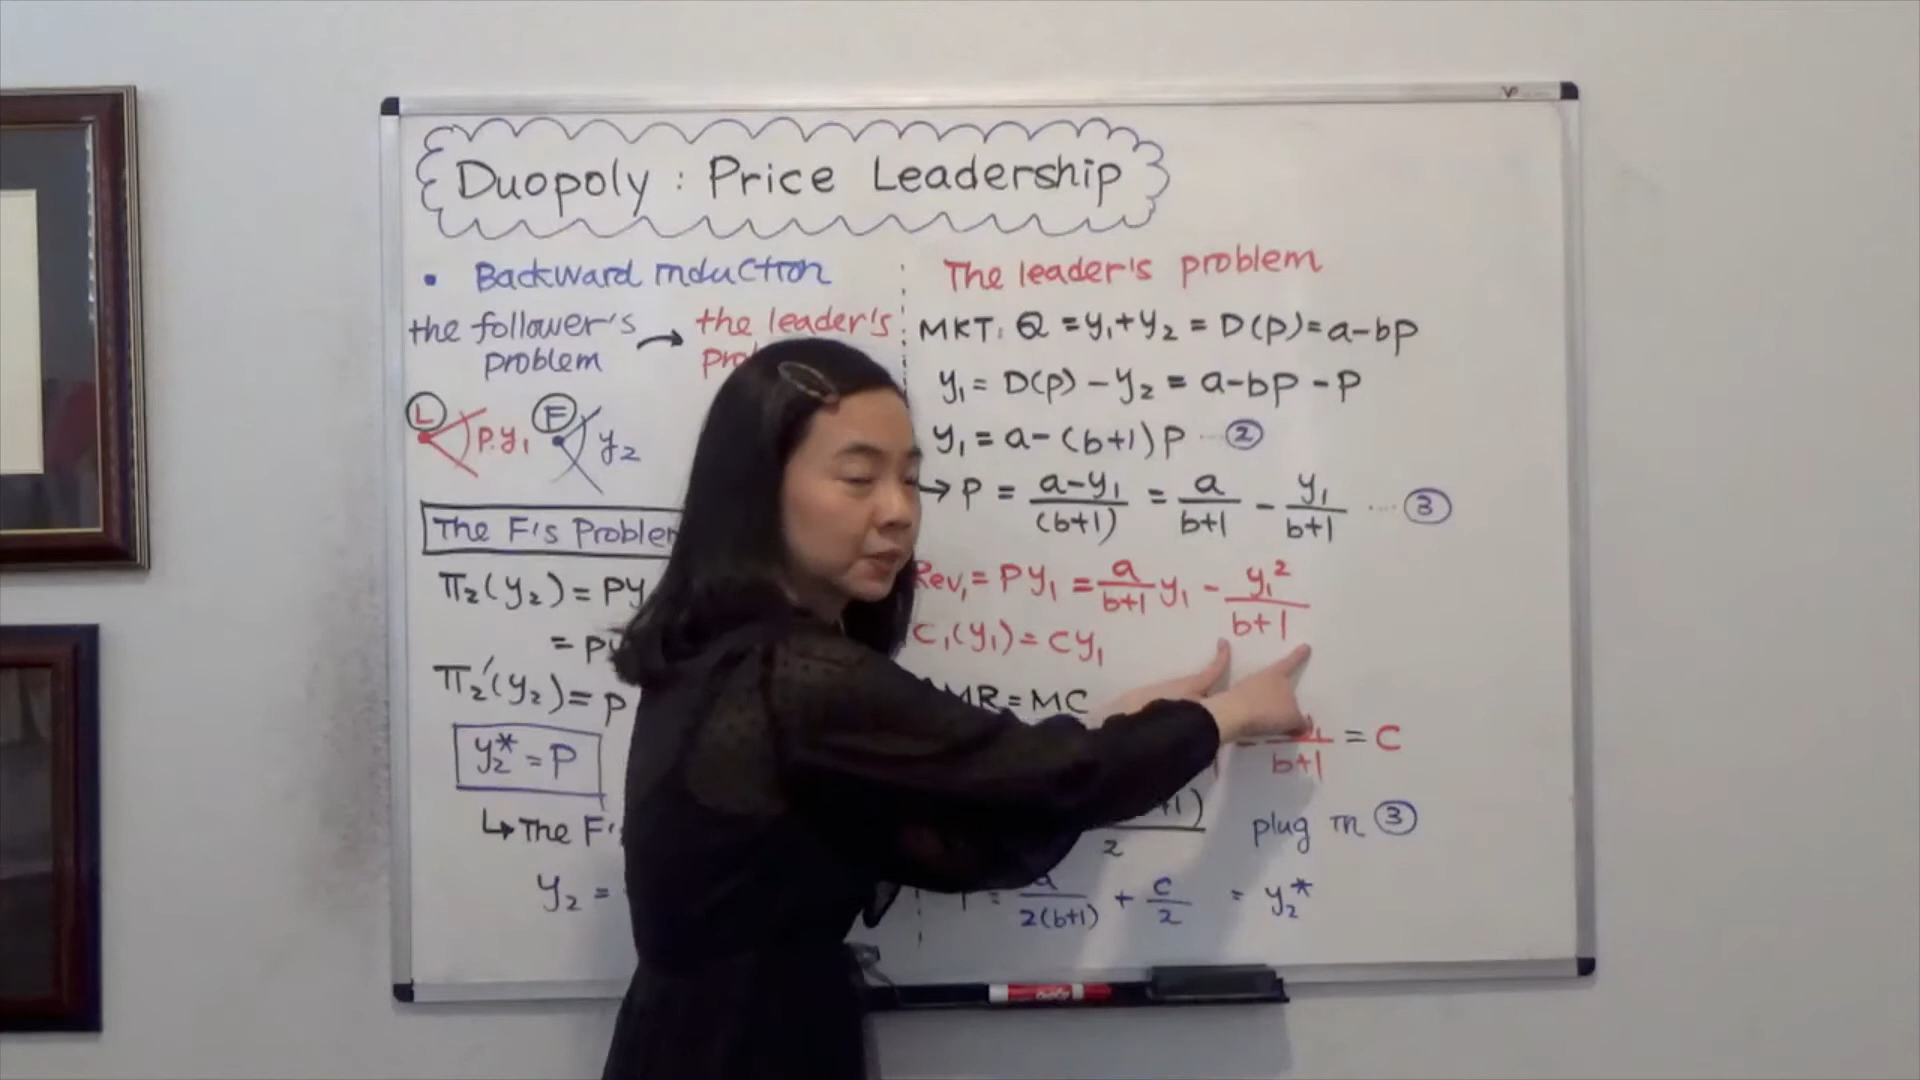 Duopoly : Price Leadership
• Backward induction
the follower's problem → the leader's
L P. y₁ F y₂
The F's Problem
π₂(y₂) = Py
= py
π₂'(y₂) = p
y₂* = P
↳ The F's
y₂ =
The leader's problem
MKT: Q = y₁+y₂ = D(p) = a-bp
y₁ = D(p) - y₂ = a-bp - P
y₁ = a-(b+1)P ... ②
→ P = (a-y₁)/(b+1) = a/(b+1) - y₁/(b+1) ... ③
Rev₁ = Py₁ = a/(b+1) y₁ - y₁²/(b+1)
C₁(y₁) = cy₁
MR = MC
b+1 = C
2 plug in ③
= a/2(b+1) + c/2 = y₂*